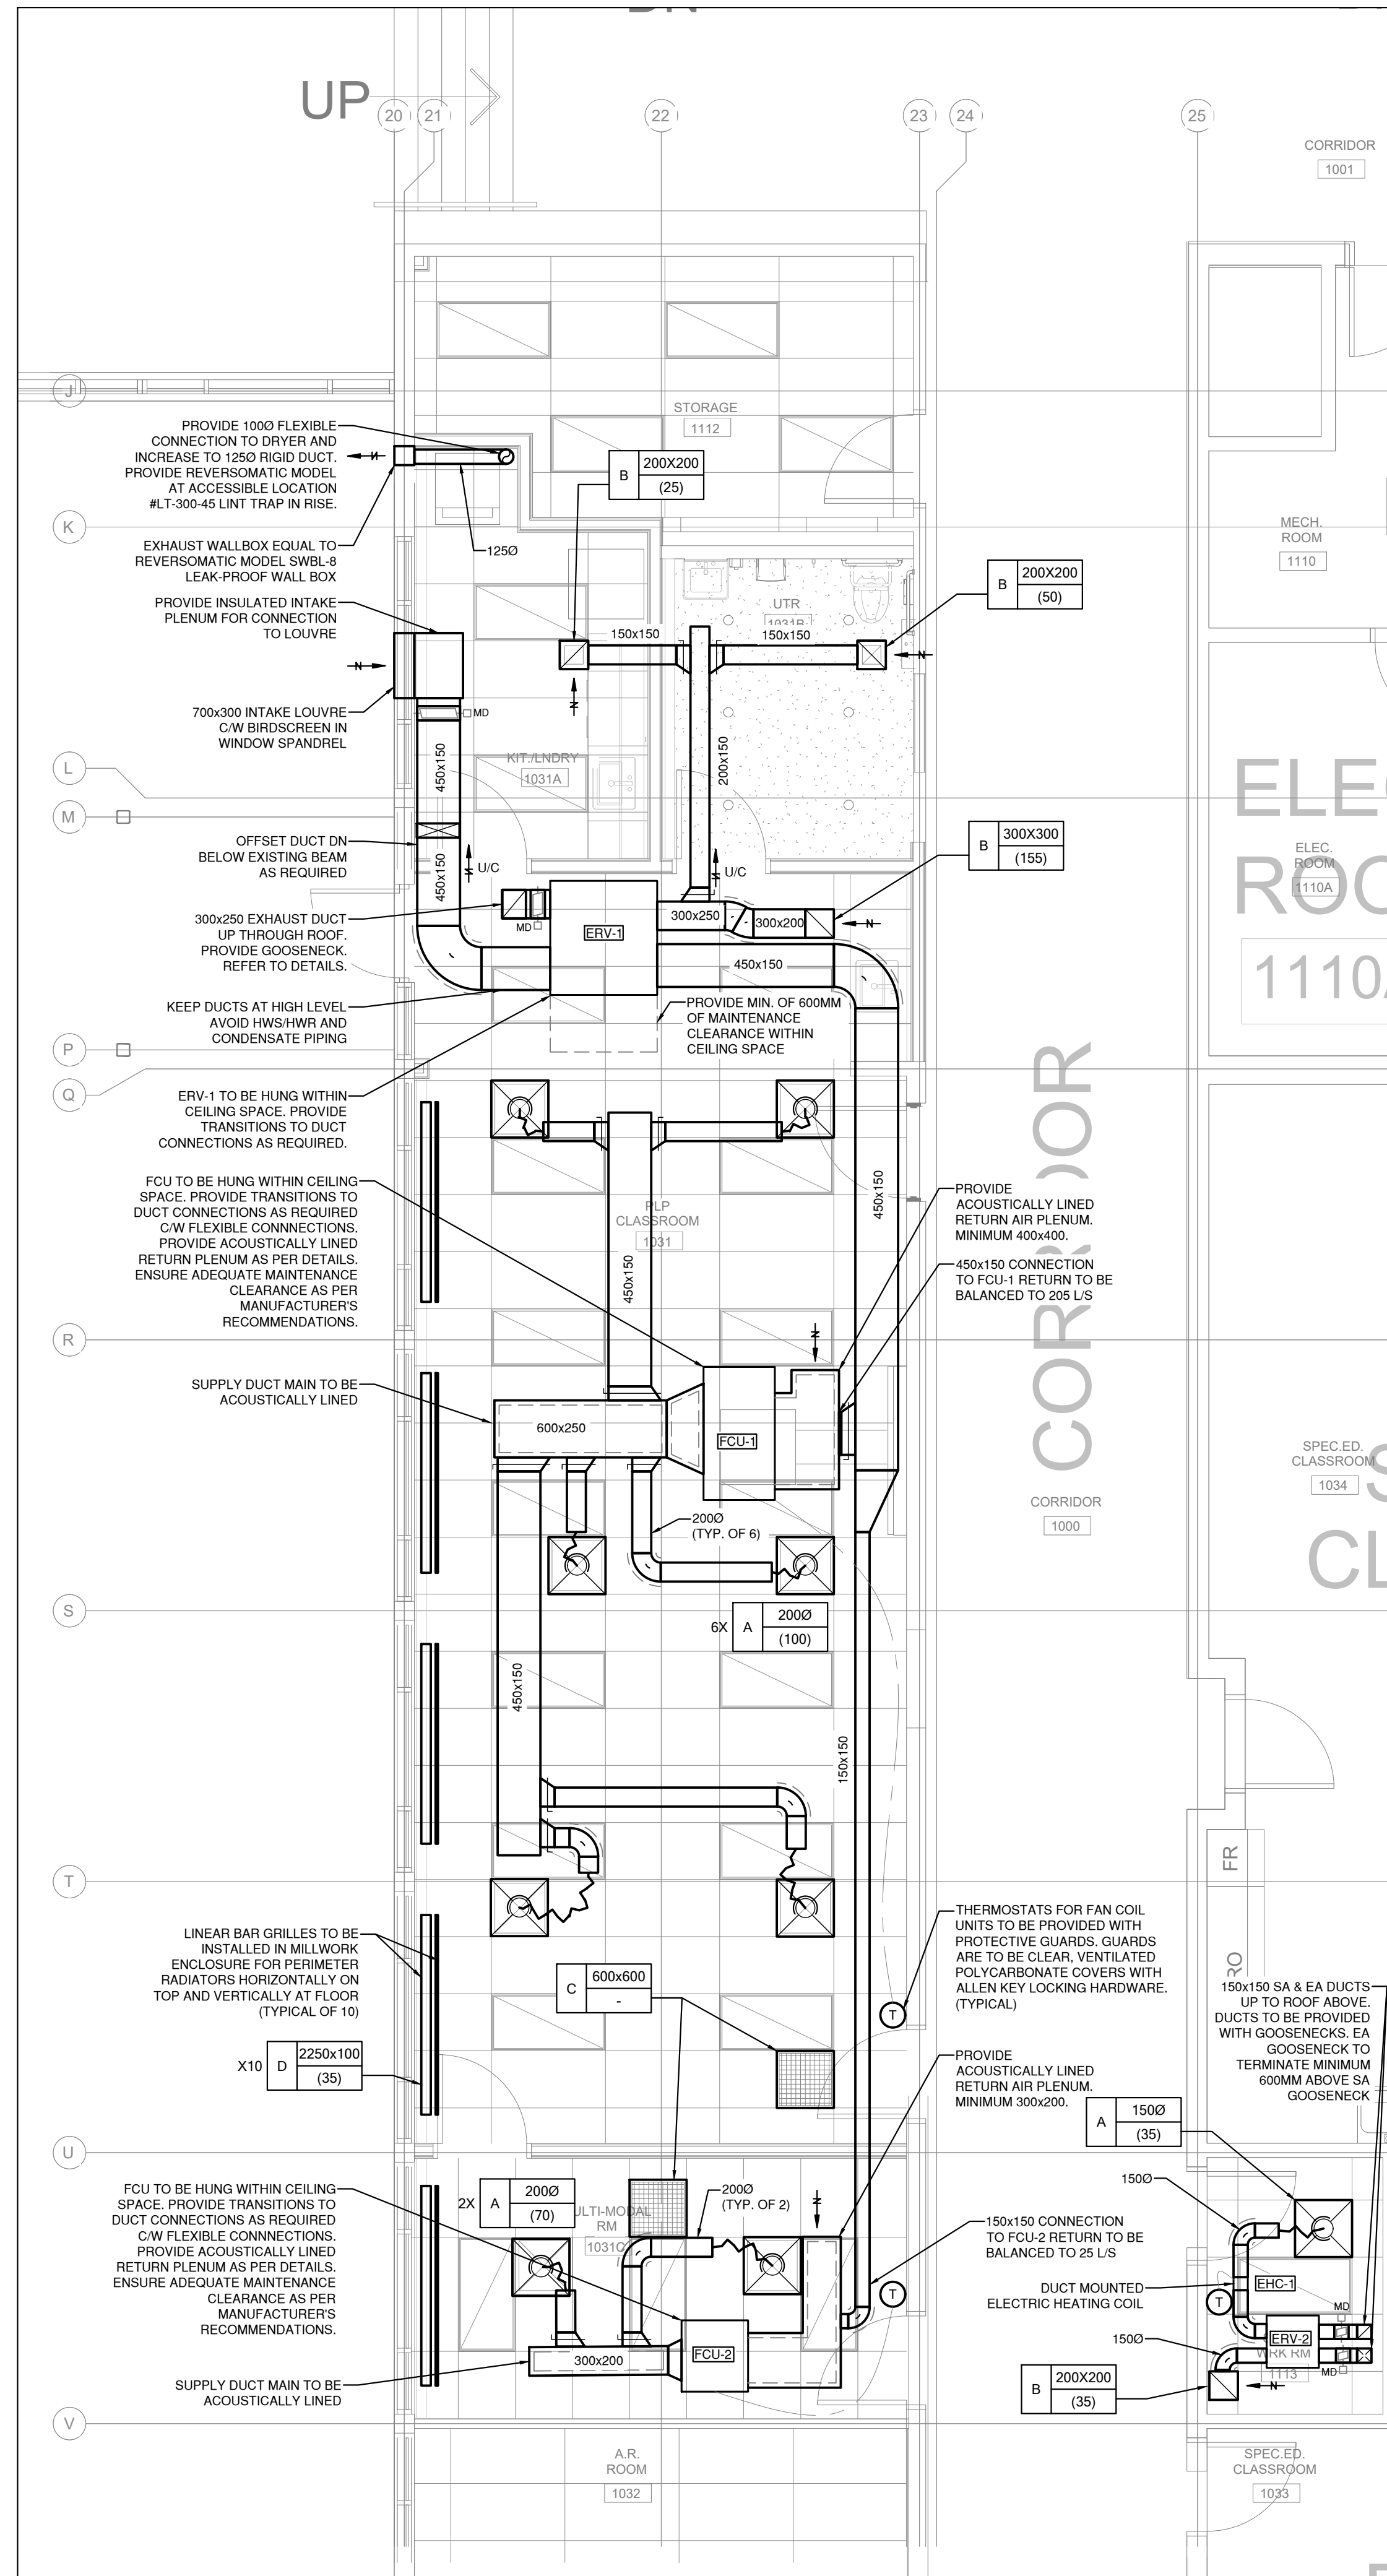 UP
20
21
22
23
24
25
CORRIDOR
1001
J
STORAGE
1112
PROVIDE 100Ø FLEXIBLE
CONNECTION TO DRYER AND
INCREASE TO 125Ø RIGID DUCT.
PROVIDE REVERSOMATIC MODEL
AT ACCESSIBLE LOCATION
#LT-300-45 LINT TRAP IN RISE.
B
200X200
(25)
K
125Ø
MECH.
ROOM
1110
EXHAUST WALLBOX EQUAL TO
REVERSOMATIC MODEL SWBL-8
LEAK-PROOF WALL BOX
B
200X200
(50)
PROVIDE INSULATED INTAKE
PLENUM FOR CONNECTION
TO LOUVRE
UTR
1031B
150x150
150x150
700x300 INTAKE LOUVRE
C/W BIRDSCREEN IN
WINDOW SPANDREL
MD
450x150
KIT./LNDRY
1031A
200x150
L
M
ELEC.
ROOM
1110A
OFFSET DUCT DN
BELOW EXISTING BEAM
AS REQUIRED
450x150
U/C
U/C
B
300X300
(155)
300x250 EXHAUST DUCT
UP THROUGH ROOF.
PROVIDE GOOSENECK.
REFER TO DETAILS.
MD
ERV-1
300x250
300x200
450x150
KEEP DUCTS AT HIGH LEVEL
AVOID HWS/HWR AND
CONDENSATE PIPING
PROVIDE MIN. OF 600MM
OF MAINTENANCE
CLEARANCE WITHIN
CEILING SPACE
P
Q
ERV-1 TO BE HUNG WITHIN
CEILING SPACE. PROVIDE
TRANSITIONS TO DUCT
CONNECTIONS AS REQUIRED.
FCU TO BE HUNG WITHIN CEILING
SPACE. PROVIDE TRANSITIONS TO
DUCT CONNECTIONS AS REQUIRED
C/W FLEXIBLE CONNNECTIONS.
PROVIDE ACOUSTICALLY LINED
RETURN PLENUM AS PER DETAILS.
ENSURE ADEQUATE MAINTENANCE
CLEARANCE AS PER
MANUFACTURER'S
RECOMMENDATIONS.
PLP
CLASSROOM
1031
450x150
450x150
PROVIDE
ACOUSTICALLY LINED
RETURN AIR PLENUM.
MINIMUM 400x400.
450x150 CONNECTION
TO FCU-1 RETURN TO BE
BALANCED TO 205 L/S
R
SUPPLY DUCT MAIN TO BE
ACOUSTICALLY LINED
600x250
FCU-1
SPEC.ED.
CLASSROOM
1034
CORRIDOR
1000
200Ø
(TYP. OF 6)
S
6X
A
200Ø
(100)
450x150
150x150
T
FR
LINEAR BAR GRILLES TO BE
INSTALLED IN MILLWORK
ENCLOSURE FOR PERIMETER
RADIATORS HORIZONTALLY ON
TOP AND VERTICALLY AT FLOOR
(TYPICAL OF 10)
C
600x600
-
T
THERMOSTATS FOR FAN COIL
UNITS TO BE PROVIDED WITH
PROTECTIVE GUARDS. GUARDS
ARE TO BE CLEAR, VENTILATED
POLYCARBONATE COVERS WITH
ALLEN KEY LOCKING HARDWARE.
(TYPICAL)
RO
150x150 SA & EA DUCTS
UP TO ROOF ABOVE.
DUCTS TO BE PROVIDED
WITH GOOSENECKS. EA
GOOSENECK TO
TERMINATE MINIMUM
600MM ABOVE SA
GOOSENECK
X10
D
2250x100
(35)
PROVIDE
ACOUSTICALLY LINED
RETURN AIR PLENUM.
MINIMUM 300x200.
A
150Ø
(35)
U
FCU TO BE HUNG WITHIN CEILING
SPACE. PROVIDE TRANSITIONS TO
DUCT CONNECTIONS AS REQUIRED
C/W FLEXIBLE CONNNECTIONS.
PROVIDE ACOUSTICALLY LINED
RETURN PLENUM AS PER DETAILS.
ENSURE ADEQUATE MAINTENANCE
CLEARANCE AS PER
MANUFACTURER'S
RECOMMENDATIONS.
2X
A
200Ø
(70)
ULTI-MODAL
RM
1031C
200Ø
(TYP. OF 2)
150Ø
150x150 CONNECTION
TO FCU-2 RETURN TO BE
BALANCED TO 25 L/S
DUCT MOUNTED
ELECTRIC HEATING COIL
EHC-1
T
T
MD
150Ø
ERV-2
WRK RM
1113
MD
300x200
FCU-2
SUPPLY DUCT MAIN TO BE
ACOUSTICALLY LINED
B
200X200
(35)
V
A.R.
ROOM
1032
SPEC.ED.
CLASSROOM
1033